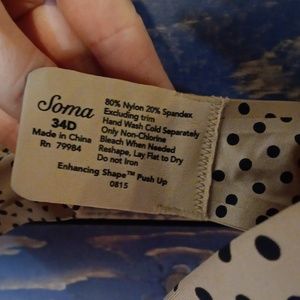 Soma
34D
Made in China
Rn 79984
80% Nylon 20% Spandex
Excluding trim
Hand Wash Cold Separately
Only Non-Chlorine
Bleach When Needed
Reshape, Lay Flat to Dry
Do not Iron
Enhancing Shape™ Push Up
0815